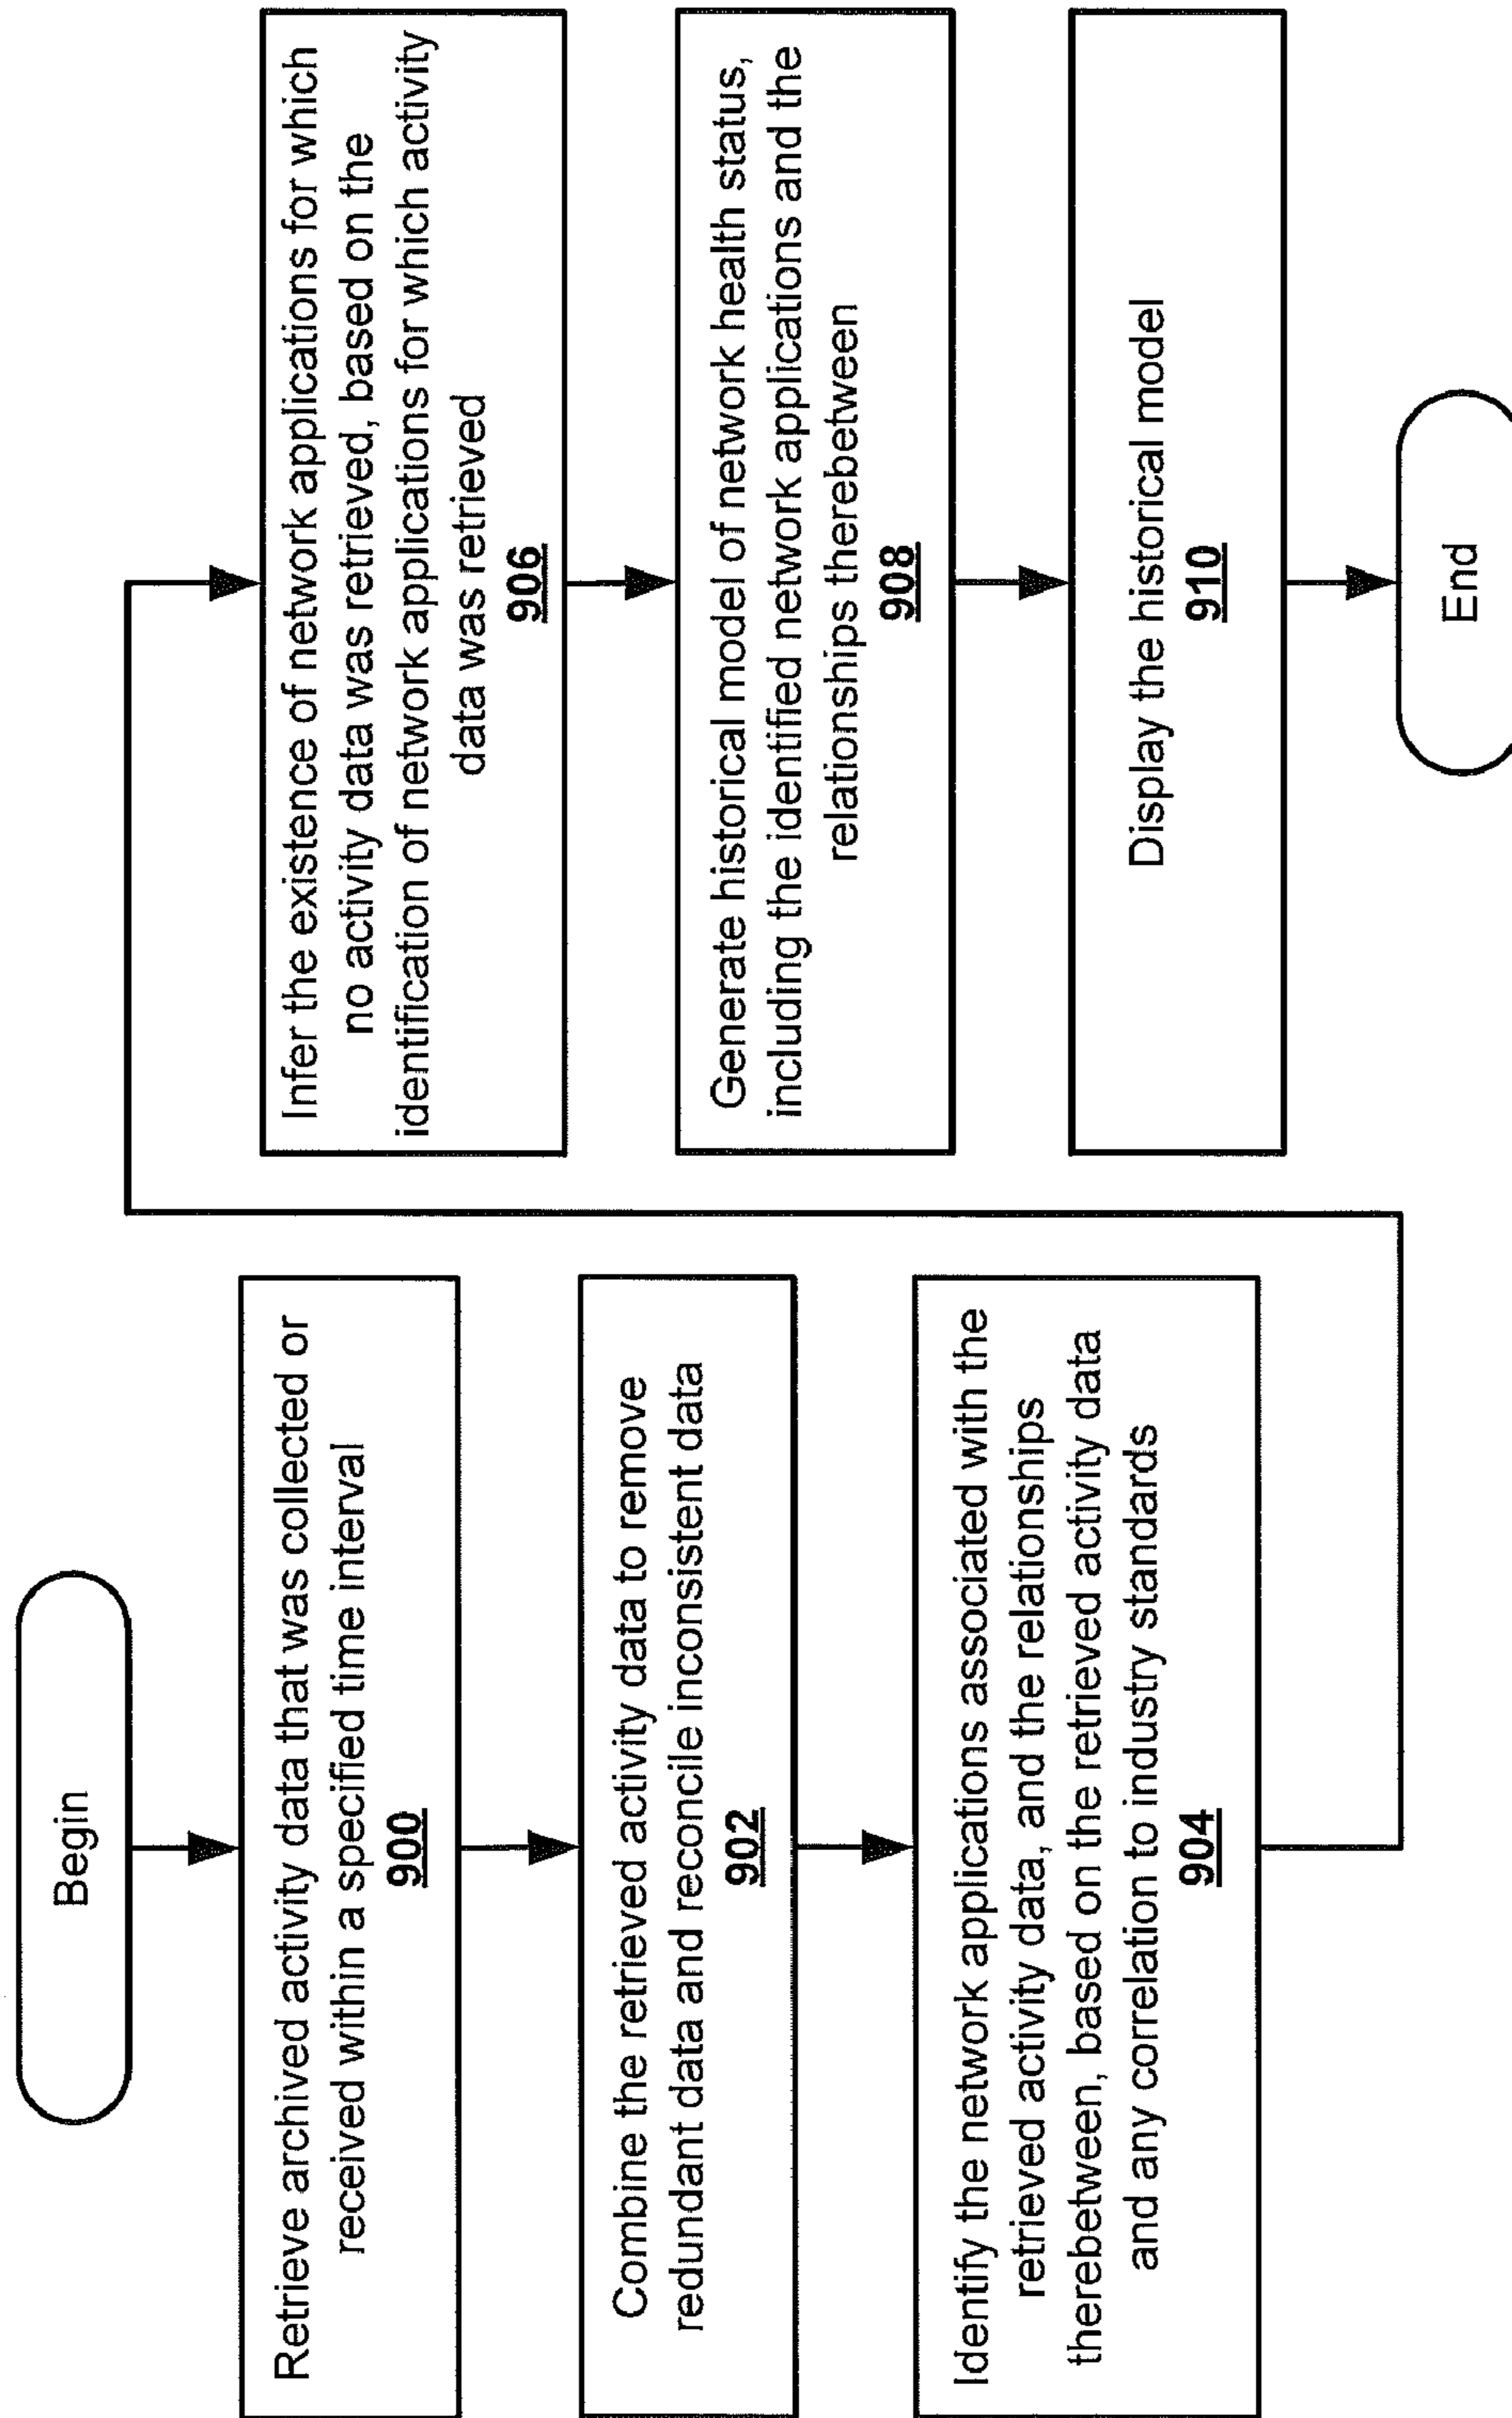 Begin
Retrieve archived activity data that was collected or
received within a specified time interval
900
Combine the retrieved activity data to remove
redundant data and reconcile inconsistent data
902
Identify the network applications associated with the
retrieved activity data, and the relationships
therebetween, based on the retrieved activity data
and any correlation to industry standards
904
Infer the existence of network applications for which
no activity data was retrieved, based on the
identification of network applications for which activity
data was retrieved
906
Generate historical model of network health status,
including the identified network applications and the
relationships therebetween
908
Display the historical model
910
End